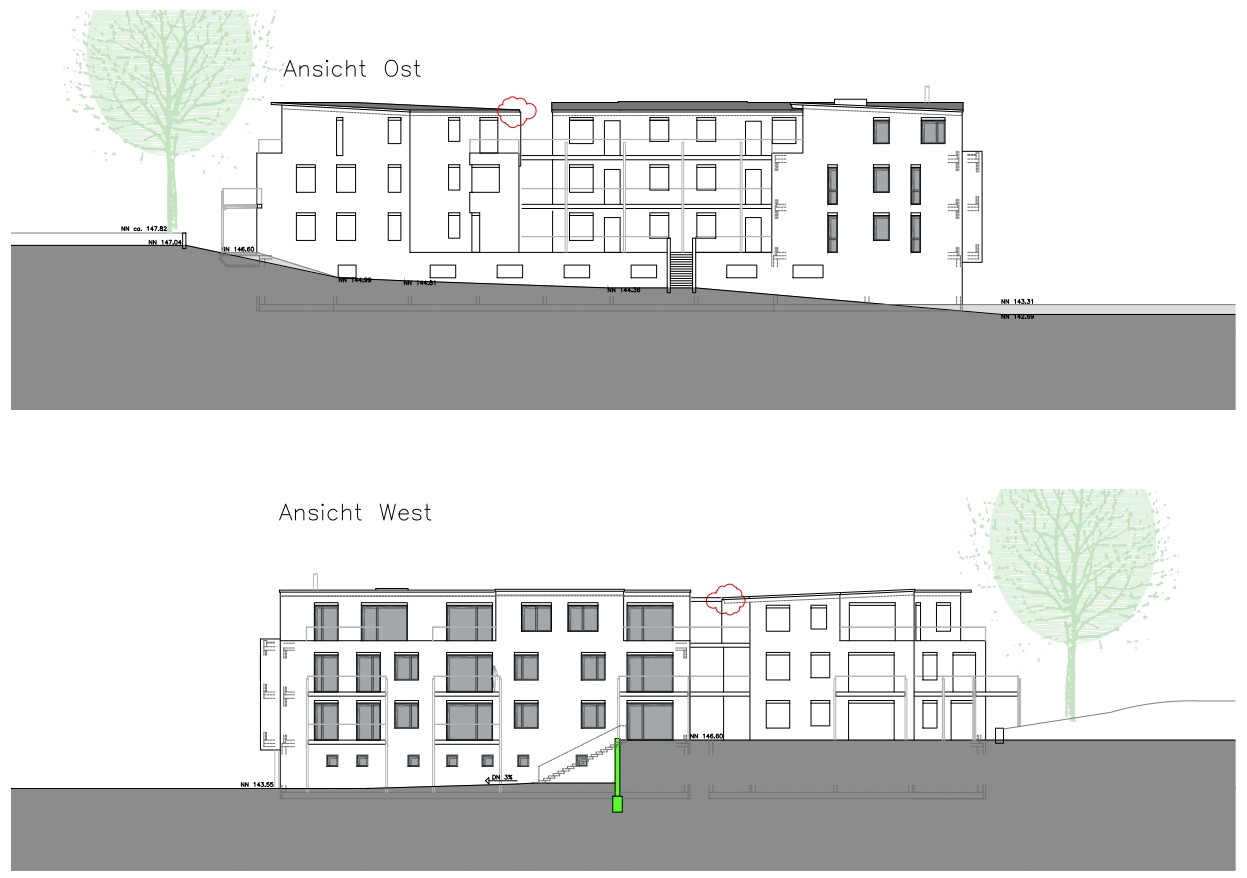 Ansicht Ost
NN ca. 147.82
NN 147.04
IN 146.60
NN 144.99
NN 144.81
NN 144.36
NN 143.31
NN 142.69
Ansicht West
NN 146.60
DN 3%
NN 143.55